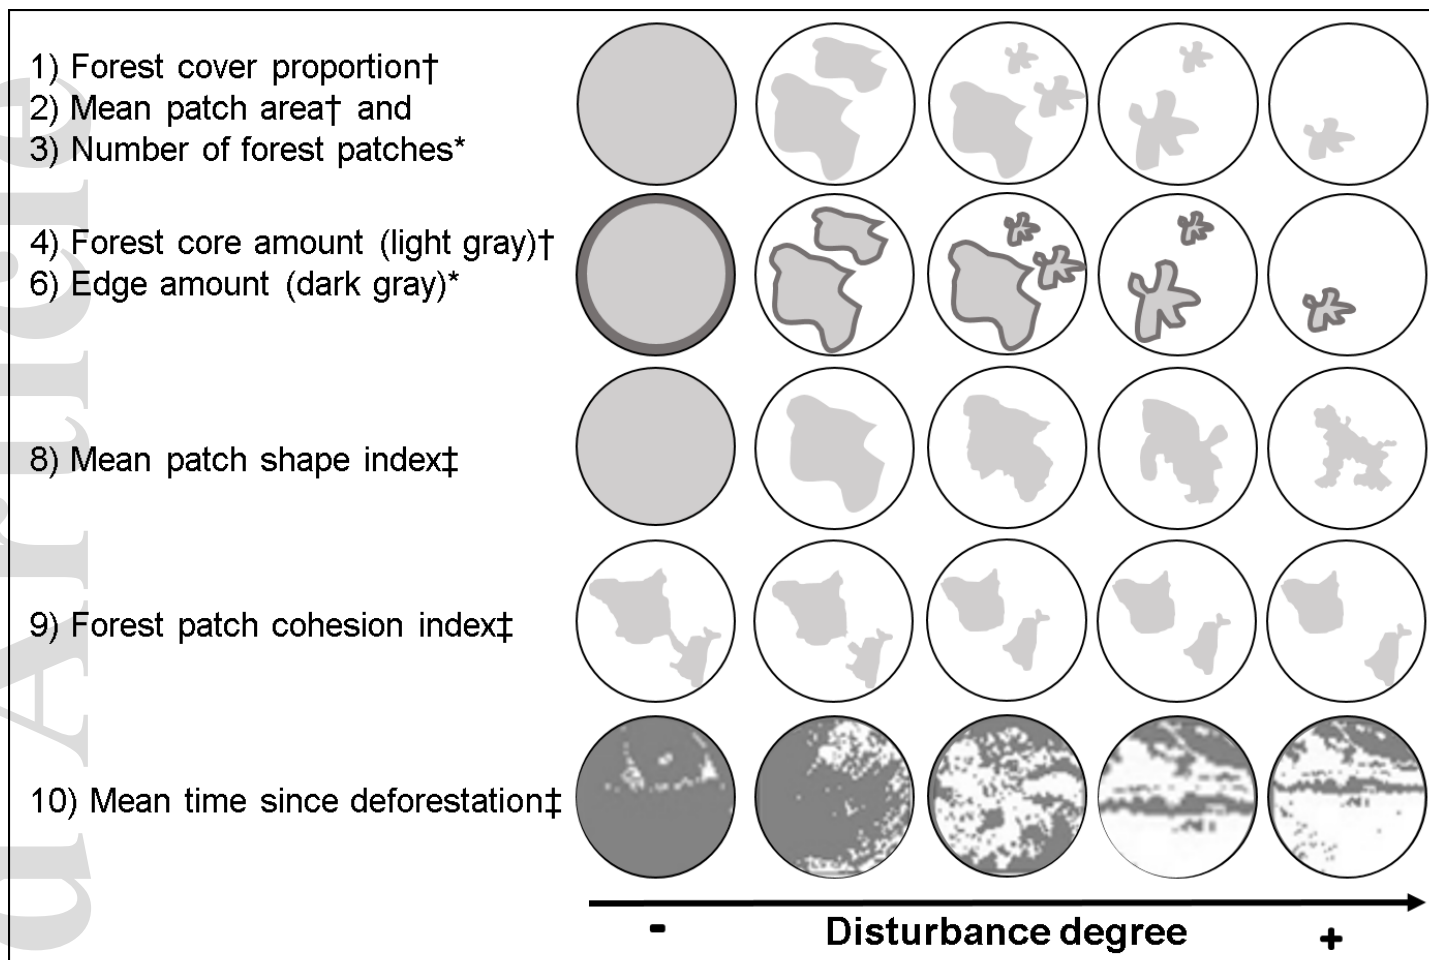 1) Forest cover proportion†
2) Mean patch area† and
3) Number of forest patches*
4) Forest core amount (light gray)†
6) Edge amount (dark gray)*
8) Mean patch shape index‡
9) Forest patch cohesion index‡
10) Mean time since deforestation‡
- Disturbance degree +
d Article